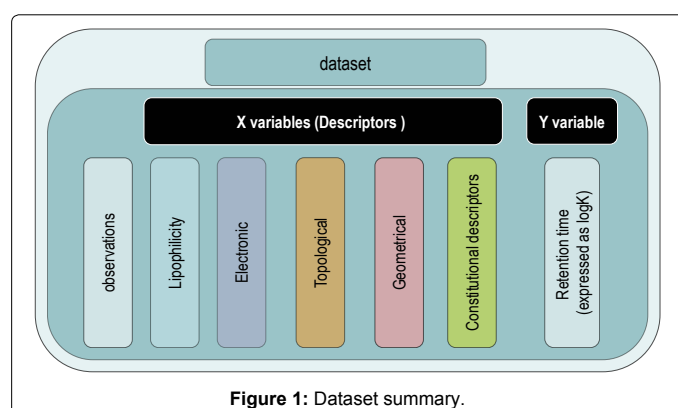 dataset
X variables (Descriptors )
Y variable
observations
Lipophilicity
Electronic
Topological
Geometrical
Constitutional descriptors
Retention time
(expressed as logK)
Figure 1: Dataset summary.